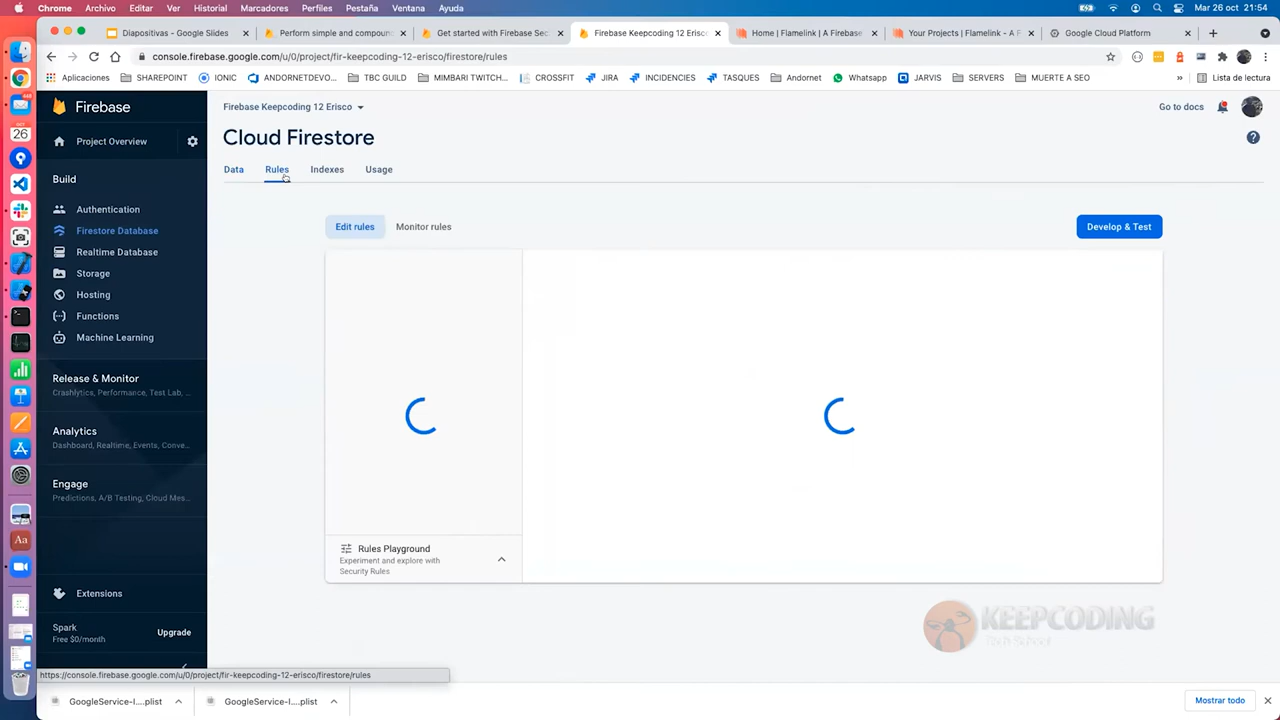 Chrome Archivo Editar Ver Historial Marcadores Perfiles Pestaña Ventana Ayuda
Mar 26 oct 21:54
Diapositivas - Google Slides
Perform simple and compound
Get started with Firebase Sec
Firebase Keepcoding 12 Erisco
Home | Flamelink | A Firebase
Your Projects | Flamelink - A F
Google Cloud Platform
console.firebase.google.com/u/0/project/fir-keepcoding-12-erisco/firestore/rules
Aplicaciones SHAREPOINT IONIC ANDORNETDEVO... TBC GUILD MIMBARI TWITCH... CROSSFIT JIRA INCIDENCIES TASQUES Andornet Whatsapp JARVIS SERVERS MUERTE A SEO » Lista de lectura
Firebase
Project Overview
Build
Authentication
Firestore Database
Realtime Database
Storage
Hosting
Functions
Machine Learning
Release & Monitor
Crashlytics, Performance, Test Lab, ...
Analytics
Dashboard, Realtime, Events, Conve...
Engage
Predictions, A/B Testing, Cloud Mes...
Extensions
Spark
Free $0/month
Upgrade
Firebase Keepcoding 12 Erisco
Go to docs
Cloud Firestore
Data Rules Indexes Usage
Edit rules Monitor rules
Develop & Test
Rules Playground
Experiment and explore with
Security Rules
KEEPCODING
Tech School
https://console.firebase.google.com/u/0/project/fir-keepcoding-12-erisco/firestore/rules
GoogleService-I....plist
GoogleService-I....plist
Mostrar todo